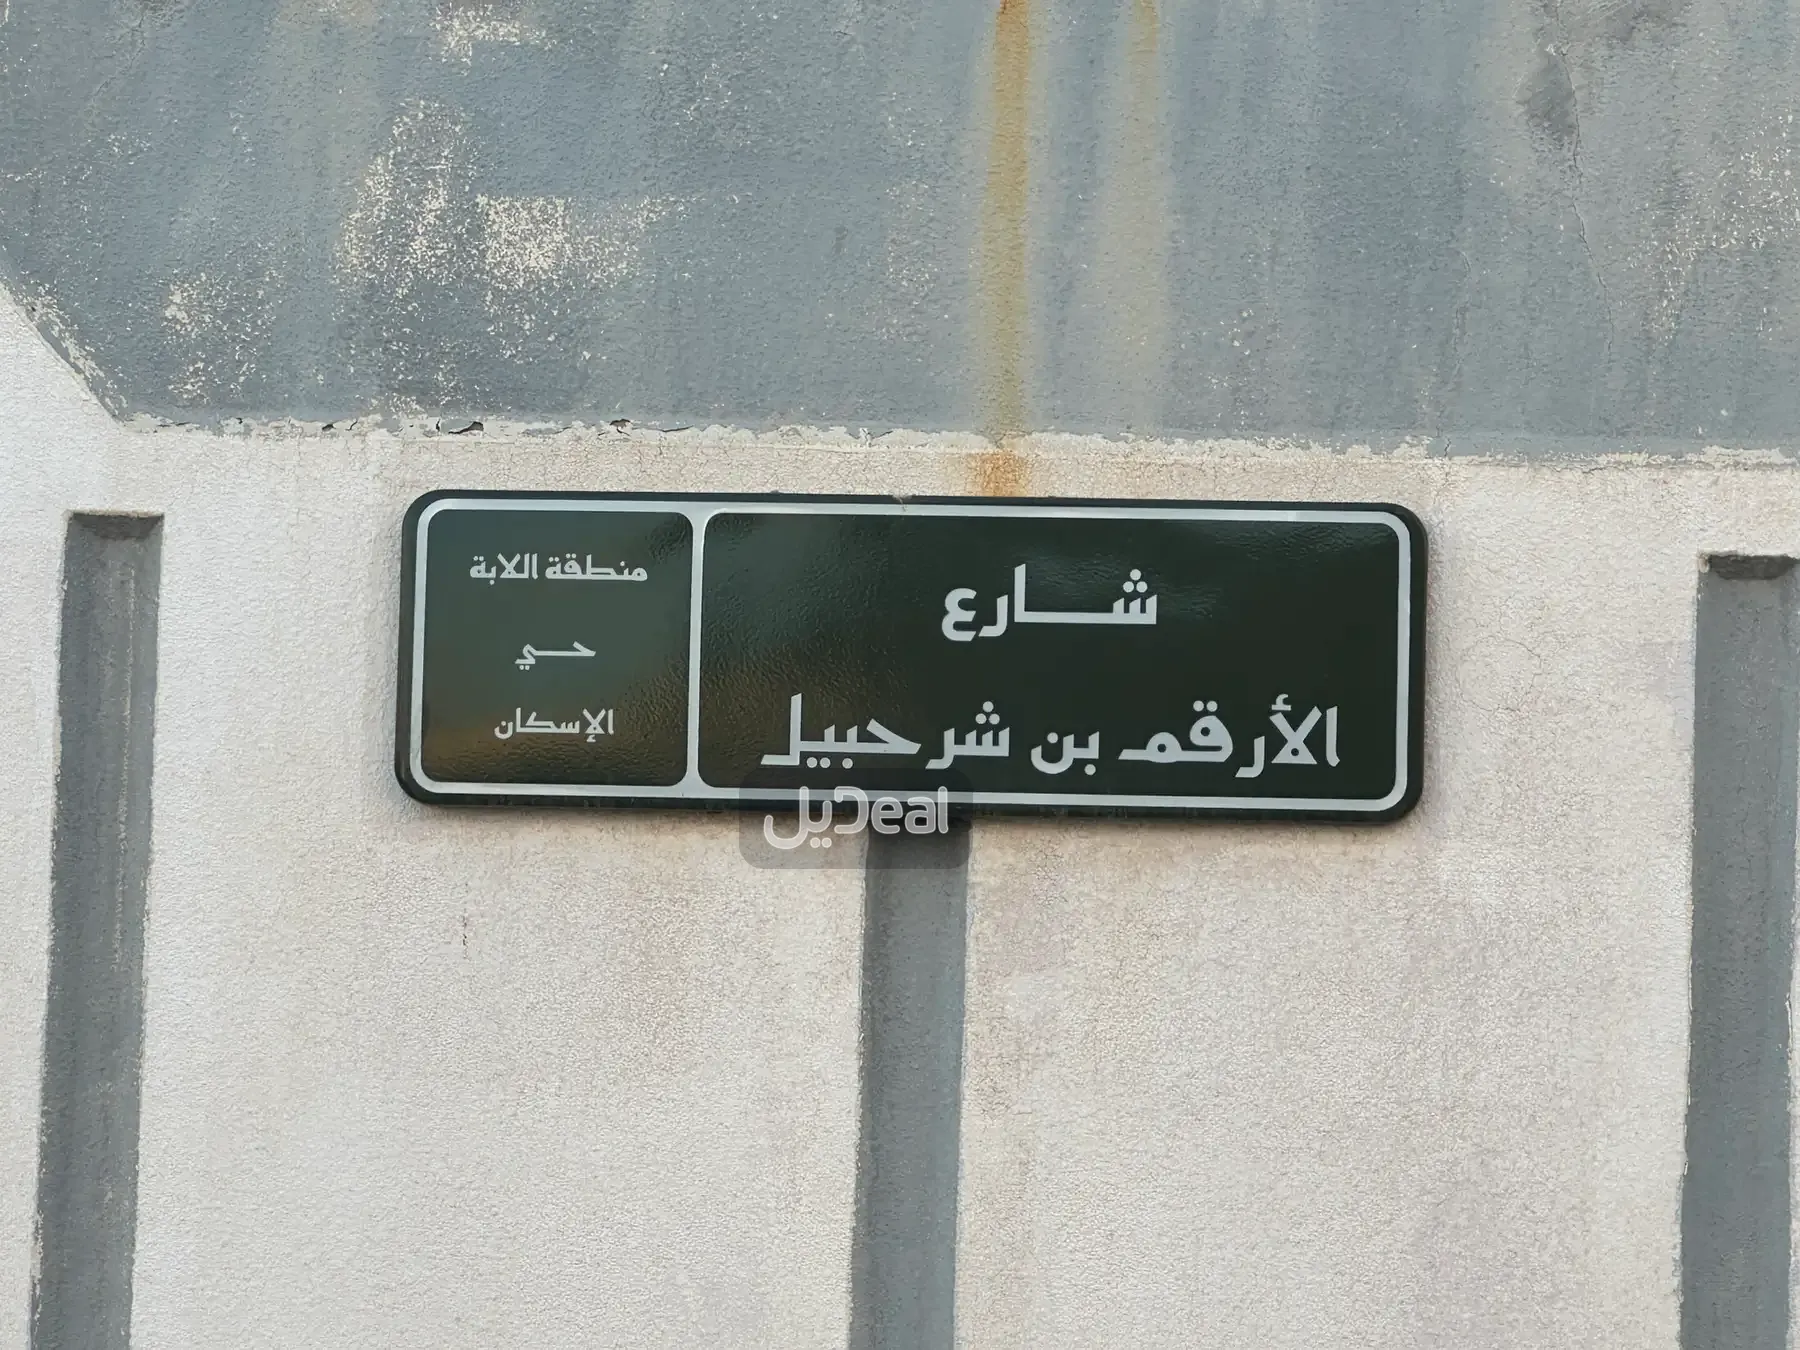 شارع
الأرقم بن شرحبيل
منطقة اللابة
حي
الإسكان
ديل Deal